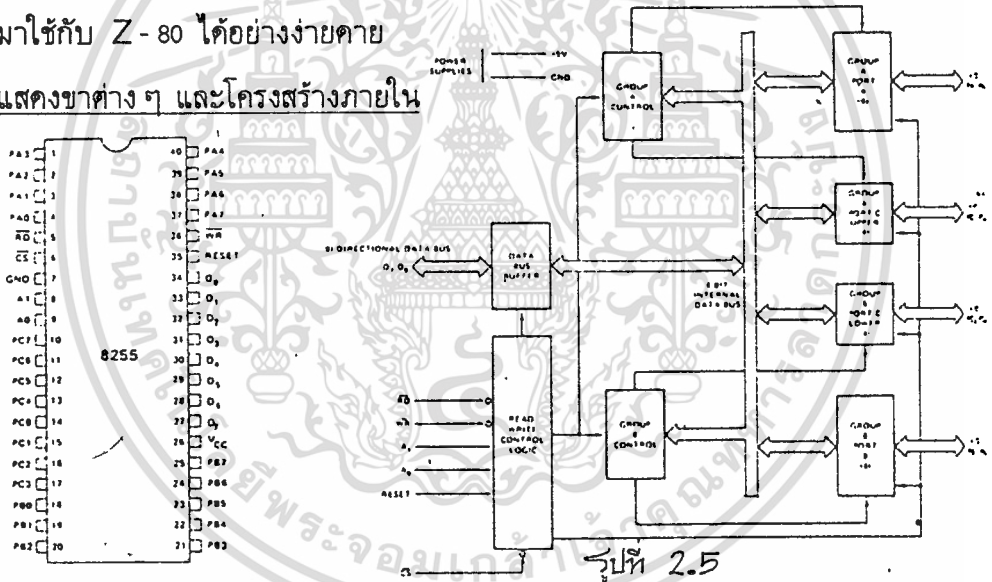 มาใช้กับ Z-80 ได้อย่างง่ายดาย
แสดงขาต่าง ๆ และโครงสร้างภายใน
PA3 1
PA2 2
PA1 3
PA0 4
RD 5
CS 6
GND 7
A1 8
A0 9
PC7 10
PC6 11
PC5 12
PC4 13
PC0 14
PC1 15
PC2 16
PC3 17
PB0 18
PB1 19
PB2 20
8255
40 PA4
39 PA5
38 PA6
37 PA7
36 WR
35 RESET
34 D0
33 D1
32 D2
31 D3
30 D4
29 D5
28 D6
27 D7
26 VCC
25 PB7
24 PB6
23 PB5
22 PB4
21 PB3
POWER
SUPPLIES
+5V
GND
BIDIRECTIONAL DATA BUS
DATA
BUS
BUFFER
RD
WR
A1
A0
RESET
CS
READ
WRITE
CONTROL
LOGIC
GROUP
A
CONTROL
GROUP
B
CONTROL
8 BIT
INTERNAL
DATA BUS
GROUP
A
PORT
A
GROUP
A
PORT C
UPPER
GROUP
B
PORT C
LOWER
GROUP
B
PORT
B
รูปที่ 2.5